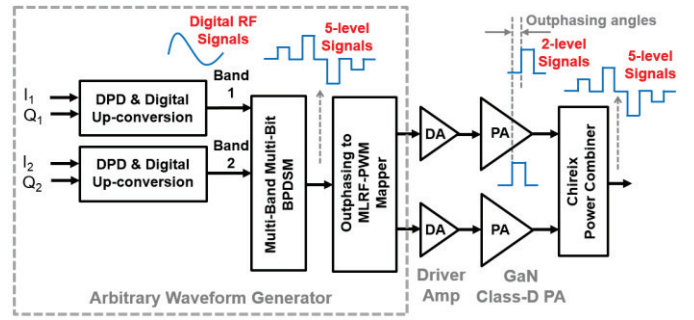 Digital RF
Signals
5-level
Signals
Outphasing angles
2-level
Signals
5-level
Signals
I1
Q1
DPD & Digital
Up-conversion
Band
1
I2
Q2
DPD & Digital
Up-conversion
Band
2
Multi-Band Multi-Bit
BPDSM
Outphasing to
MLRF-PWM
Mapper
DA
PA
DA
PA
Chireix
Power Combiner
Arbitrary Waveform Generator
Driver
Amp
GaN
Class-D PA